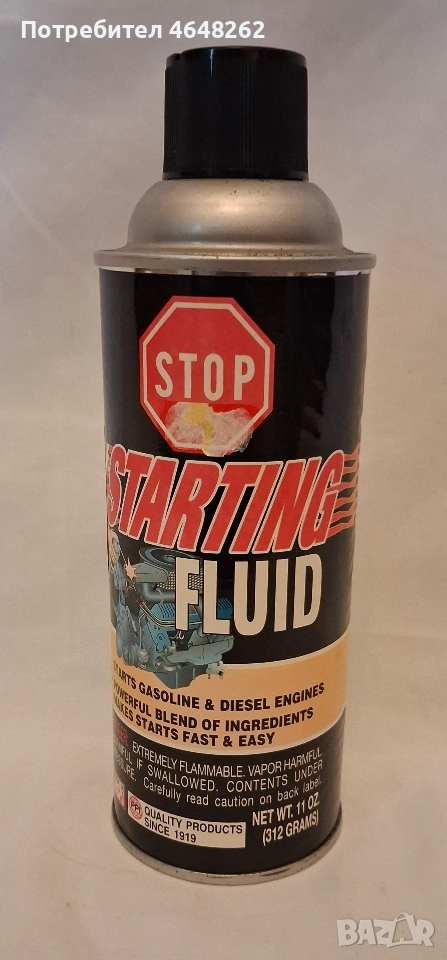 Потребител 4648262
STOP
STARTING
FLUID
STARTS GASOLINE & DIESEL ENGINES
POWERFUL BLEND OF INGREDIENTS
MAKES STARTS FAST & EASY
EXTREMELY FLAMMABLE. VAPOR HARMFUL.
IF SWALLOWED. CONTENTS UNDER
Carefully read caution on back label.
NET WT. 11 OZ.
(312 GRAMS)
QUALITY PRODUCTS
SINCE 1919
BAZAR